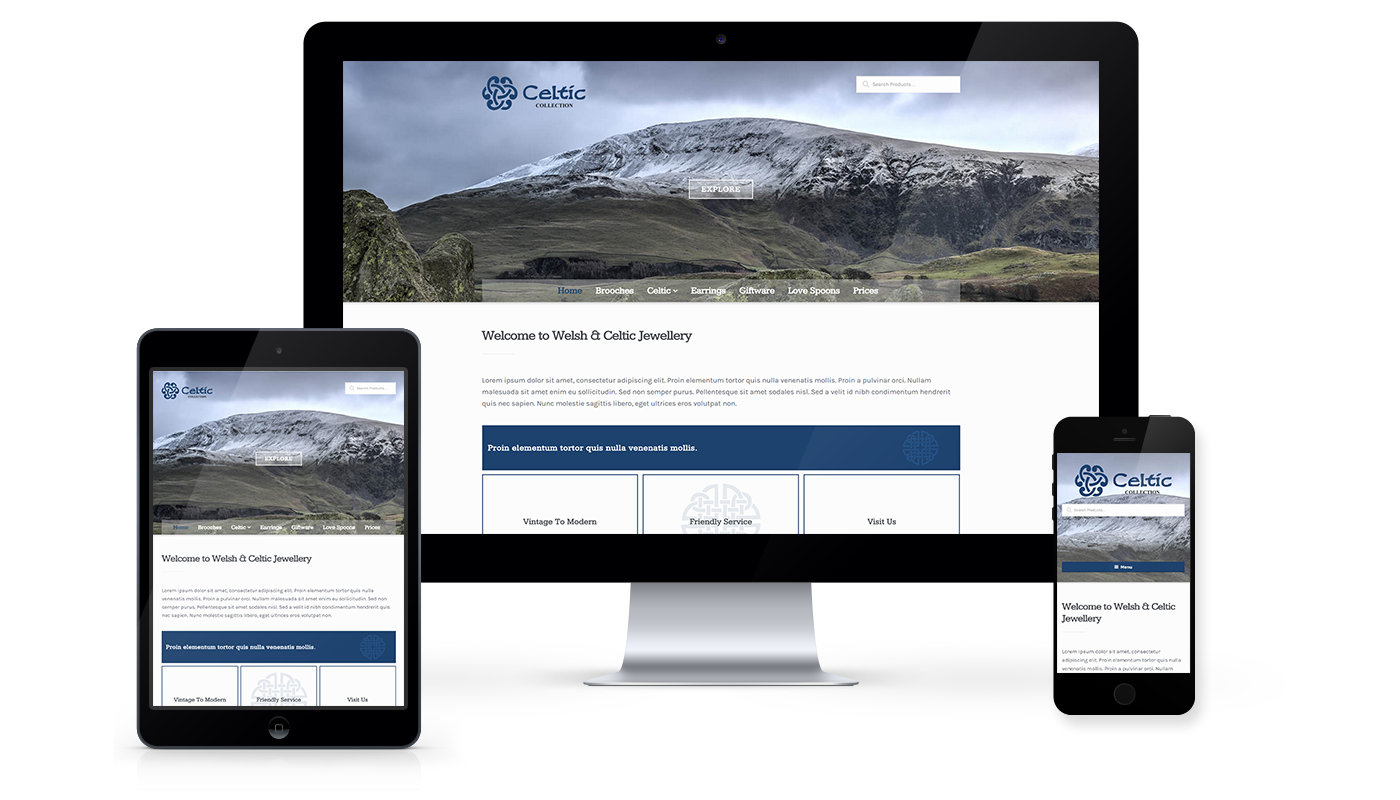 Celtic
COLLECTION
Search Products...
EXPLORE
Home Brooches Celtic Earrings Giftware Love Spoons Prices
Welcome to Welsh & Celtic Jewellery
Lorem ipsum dolor sit amet, consectetur adipiscing elit. Proin elementum tortor quis nulla venenatis mollis. Proin a pulvinar orci. Nullam
malesuada sit amet enim eu sollicitudin. Sed non semper purus. Pellentesque sit amet sodales nisl. Sed a velit id nibh condimentum hendrerit
quis nec sapien. Nunc molestie sagittis libero, eget ultrices eros volutpat non.
Proin elementum tortor quis nulla venenatis mollis.
Vintage To Modern Friendly Service Visit Us
Celtic
COLLECTION
Search Products...
EXPLORE
Home Brooches Celtic Earrings Giftware Love Spoons Prices
Welcome to Welsh & Celtic Jewellery
Lorem ipsum dolor sit amet, consectetur adipiscing elit. Proin elementum tortor quis nulla
venenatis mollis. Proin a pulvinar orci. Nullam malesuada sit amet enim eu sollicitudin. Sed non
semper purus. Pellentesque sit amet sodales nisl. Sed a velit id nibh condimentum hendrerit quis
nec sapien. Nunc molestie sagittis libero, eget ultrices eros volutpat non.
Proin elementum tortor quis nulla venenatis mollis.
Vintage To Modern Friendly Service Visit Us
Celtic
COLLECTION
Search Products...
Menu
Welcome to Welsh & Celtic
Jewellery
Lorem ipsum dolor sit amet, consectetur
adipiscing elit. Proin elementum tortor quis nulla
venenatis mollis. Proin a pulvinar orci. Nullam